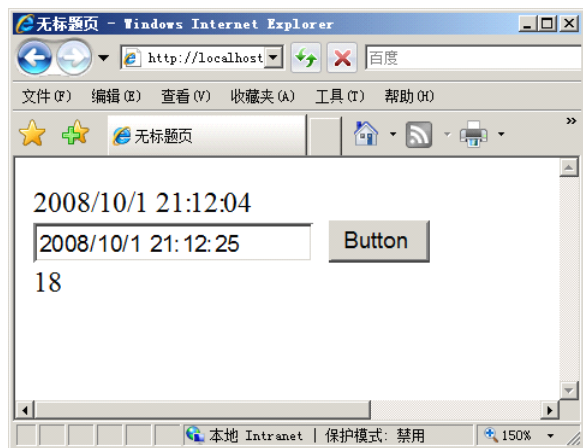 无标题页 - Windows Internet Explorer
http://localhost
百度
文件(F) 编辑(E) 查看(V) 收藏夹(A) 工具(T) 帮助(H)
无标题页
»
2008/10/1 21:12:04
2008/10/1 21:12:25 Button
18
本地 Intranet | 保护模式: 禁用 150%